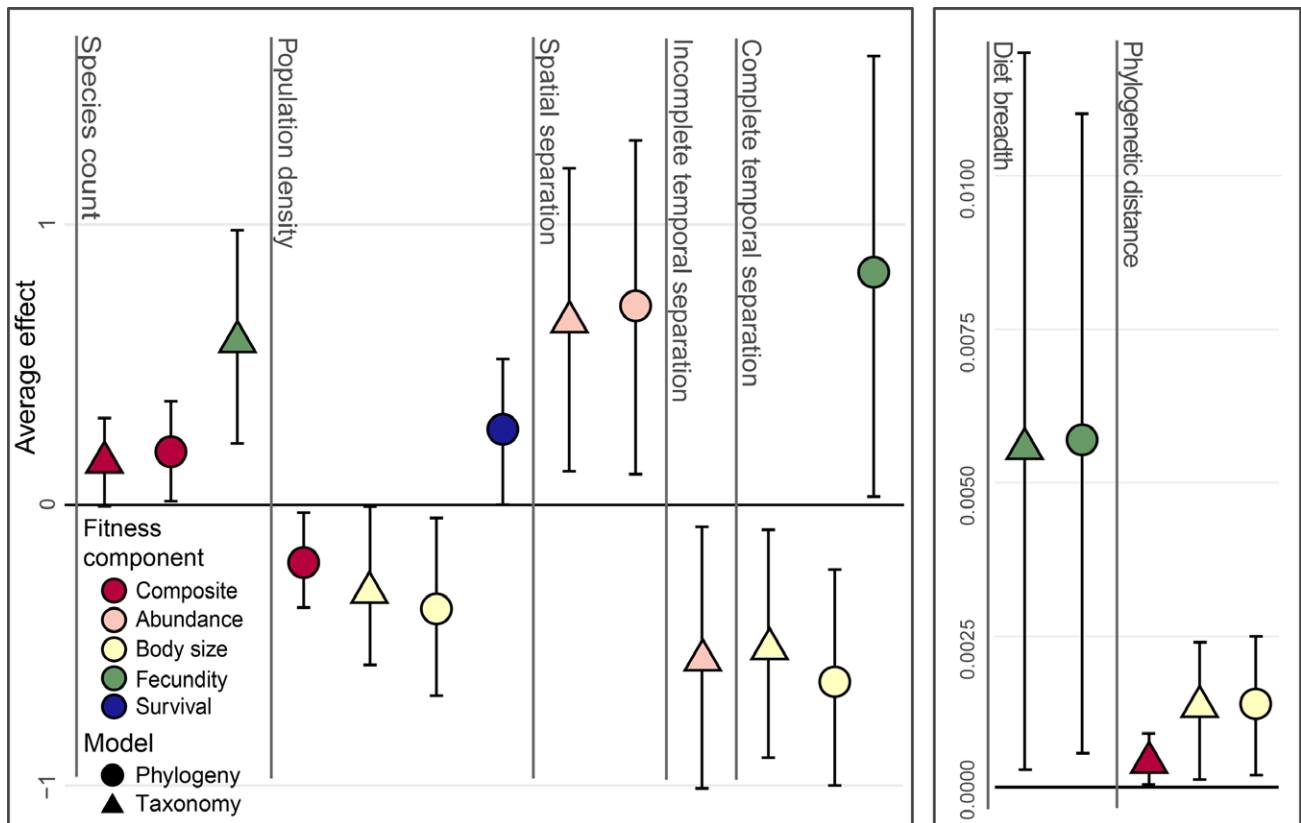 Species count
Population density
Spatial separation
Incomplete temporal separation
Complete temporal separation
Average effect
1
0
−1
Fitness
component
Composite
Abundance
Body size
Fecundity
Survival
Model
Phylogeny
Taxonomy
Diet breadth
Phylogenetic distance
0.0100
0.0075
0.0050
0.0025
0.0000